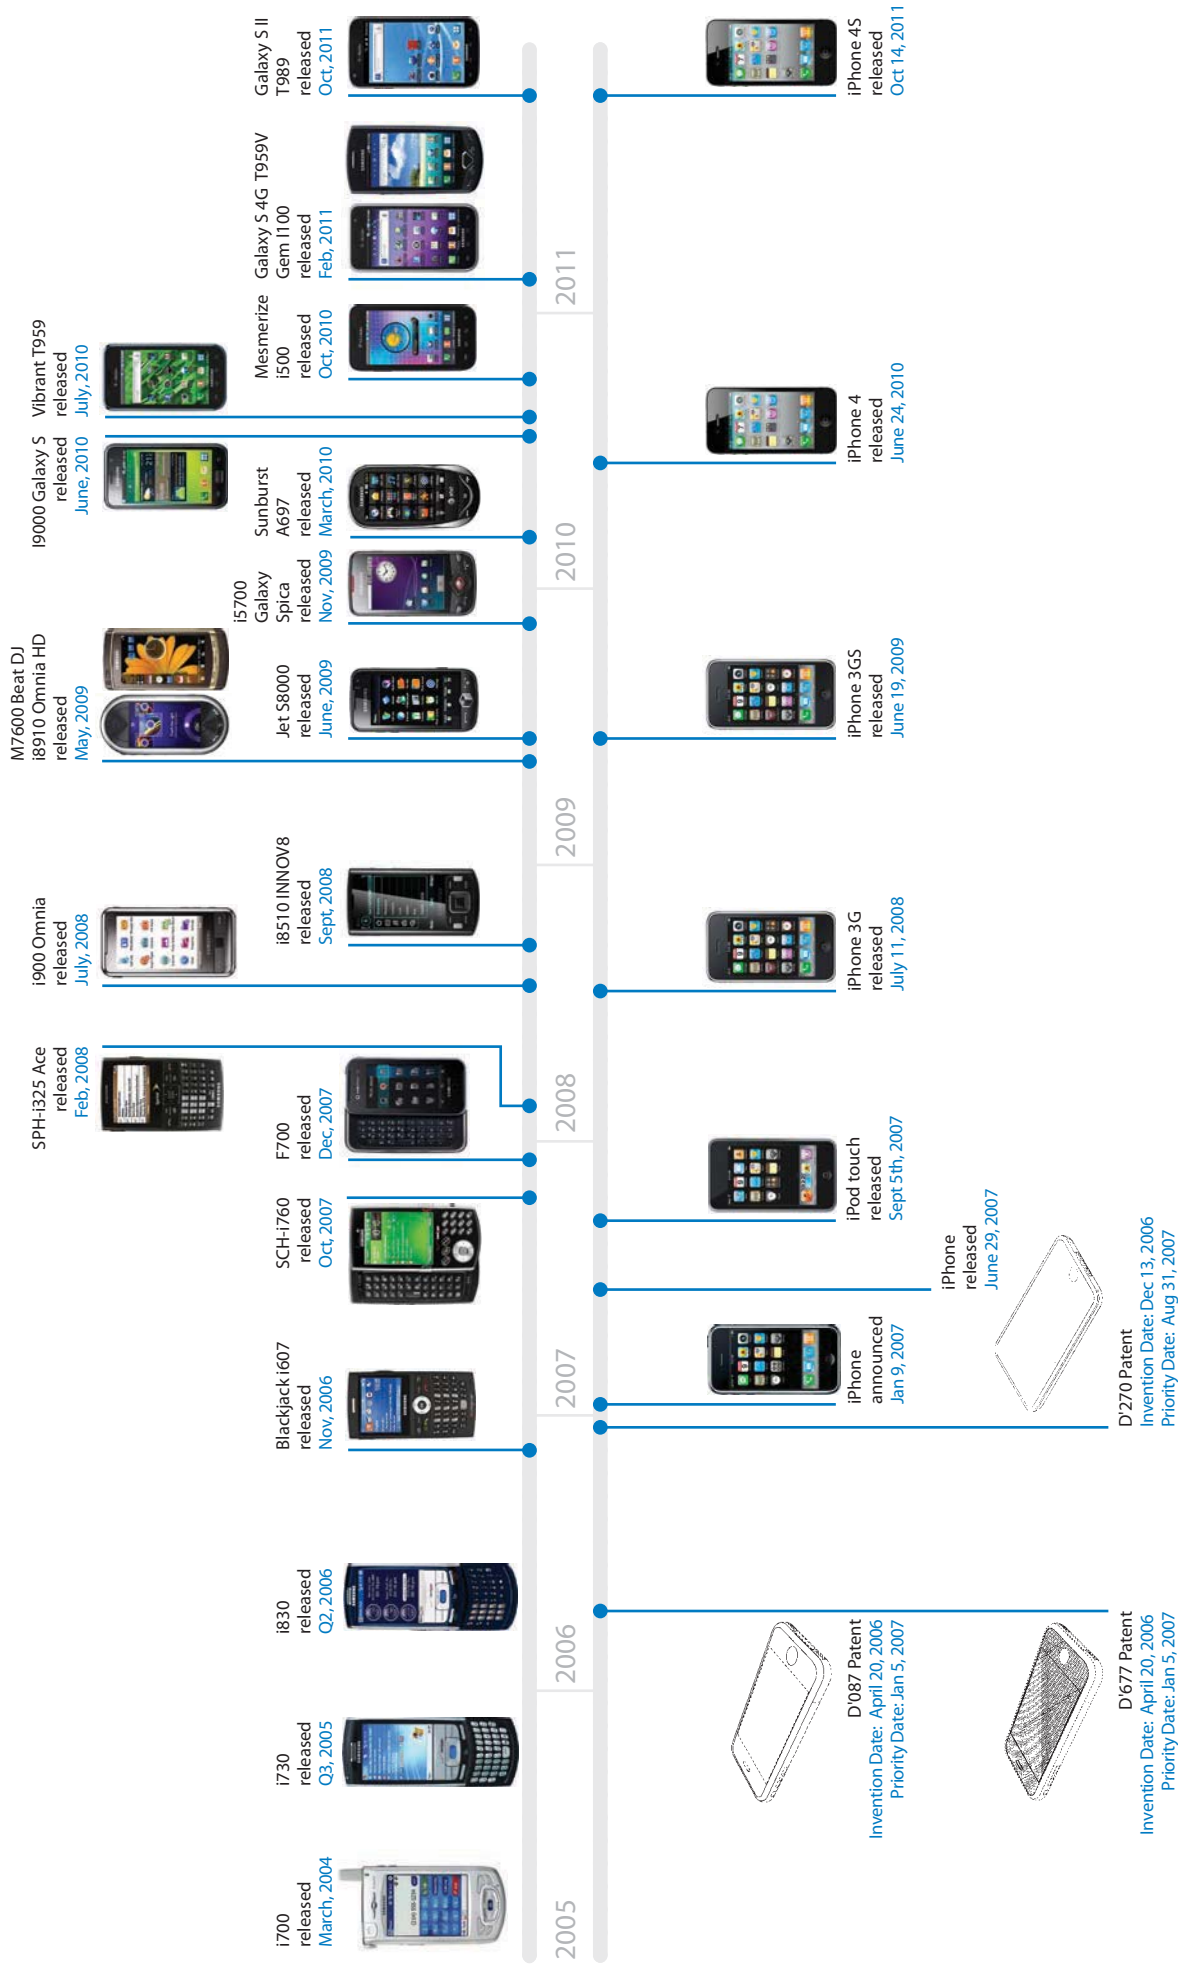 i700
released
March, 2004
i730
released
Q3, 2005
i830
released
Q2, 2006
Blackjack i607
released
Nov, 2006
SCH-i760
released
Oct, 2007
F700
released
Dec, 2007
SPH-i325 Ace
released
Feb, 2008
i900 Omnia
released
July, 2008
i8510 INNOV8
released
Sept, 2008
M7600 Beat DJ
i8910 Omnia HD
released
May, 2009
Jet S8000
released
June, 2009
i5700
Galaxy
Spica
released
Nov, 2009
Sunburst
A697
released
March, 2010
I9000 Galaxy S
released
June, 2010
Vibrant T959
released
July, 2010
Mesmerize
i500
released
Oct, 2010
Galaxy S 4G T959V
Gem I100
released
Feb, 2011
Galaxy S II
T989
released
Oct, 2011
2005
2006
2007
2008
2009
2010
2011
D'087 Patent
Invention Date: April 20, 2006
Priority Date: Jan 5, 2007
D'677 Patent
Invention Date: April 20, 2006
Priority Date: Jan 5, 2007
D'270 Patent
Invention Date: Dec 13, 2006
Priority Date: Aug 31, 2007
iPhone
announced
Jan 9, 2007
iPhone
released
June 29, 2007
iPod touch
released
Sept 5th, 2007
iPhone 3G
released
July 11, 2008
iPhone 3GS
released
June 19, 2009
iPhone 4
released
June 24, 2010
iPhone 4S
released
Oct 14, 2011